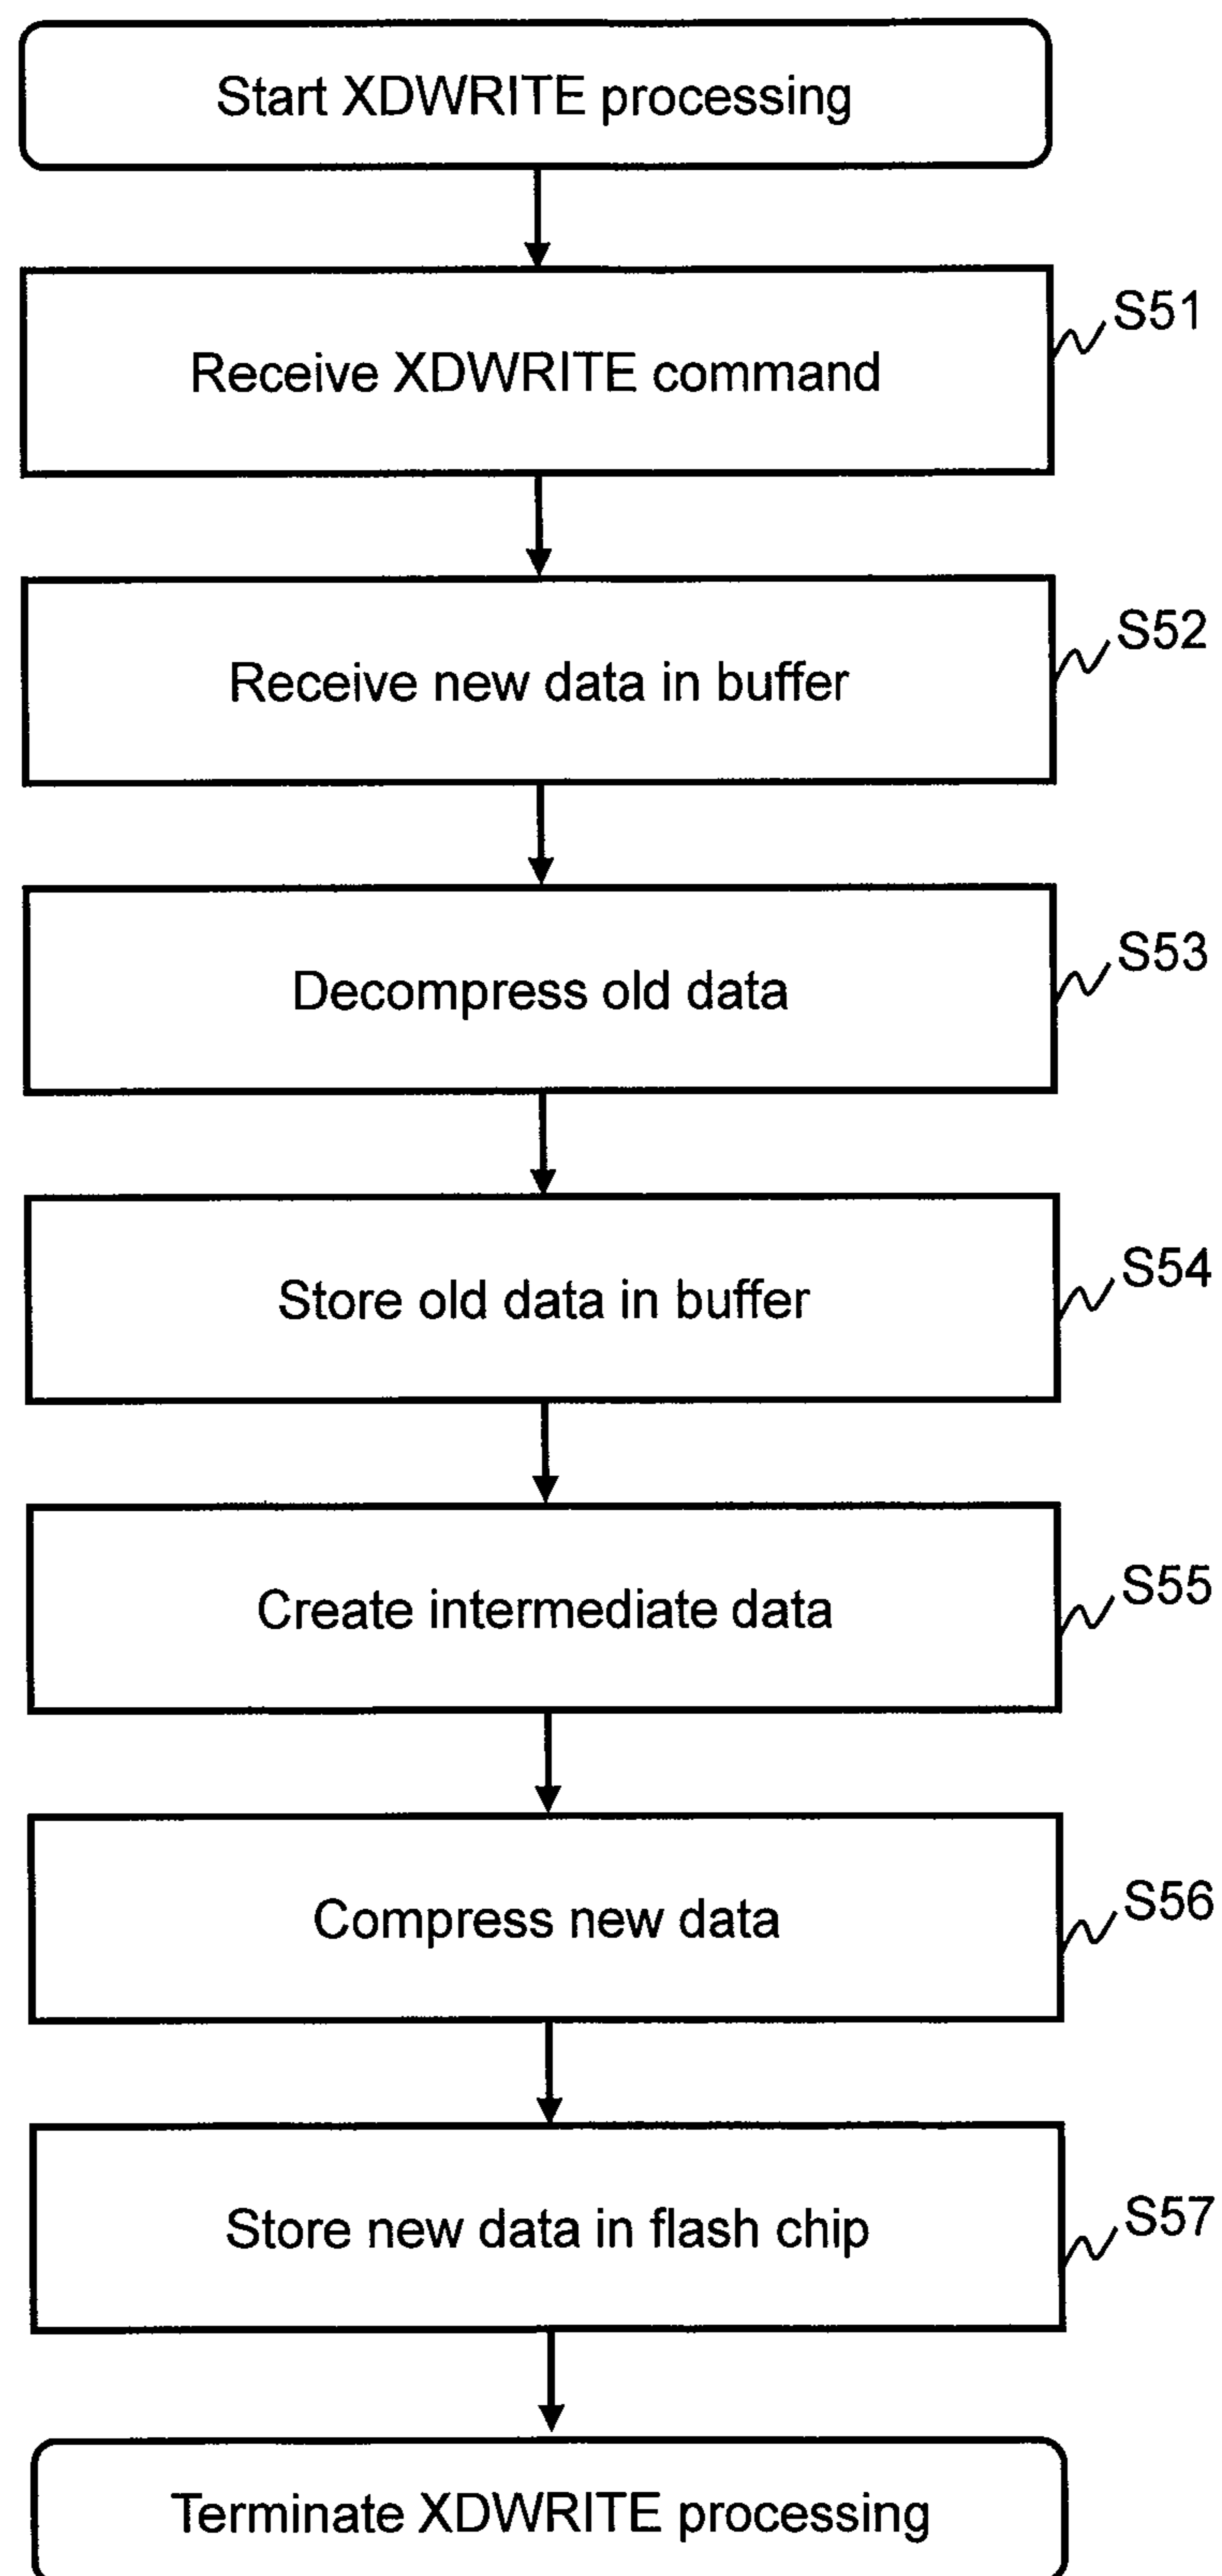 Start XDWRITE processing
S51
Receive XDWRITE command
S52
Receive new data in buffer
S53
Decompress old data
S54
Store old data in buffer
S55
Create intermediate data
S56
Compress new data
S57
Store new data in flash chip
Terminate XDWRITE processing